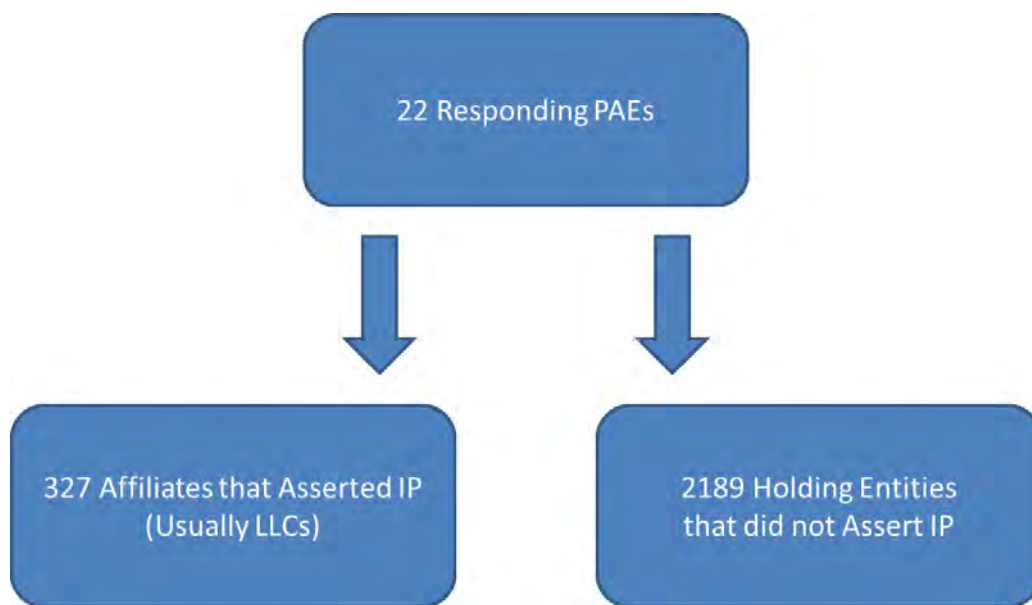 22 Responding PAEs
327 Affiliates that Asserted IP
(Usually LLCs)
2189 Holding Entities
that did not Assert IP